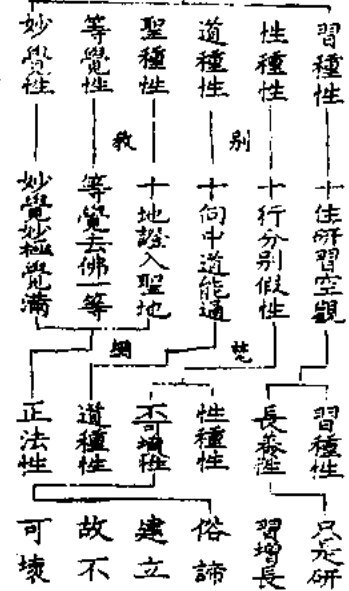 習種性
性種性
道種性
聖種性
等覺性
妙覺性
別教
十住研習空觀
十行分別假性
十向中道能通
十地證入聖地
等覺去佛一等
妙覺妙極覺滿
梵網
習種性
長養性
性種性
不可壞性
道種性
正法性
只是研
習增長
俗諦
建立
故不
可壞